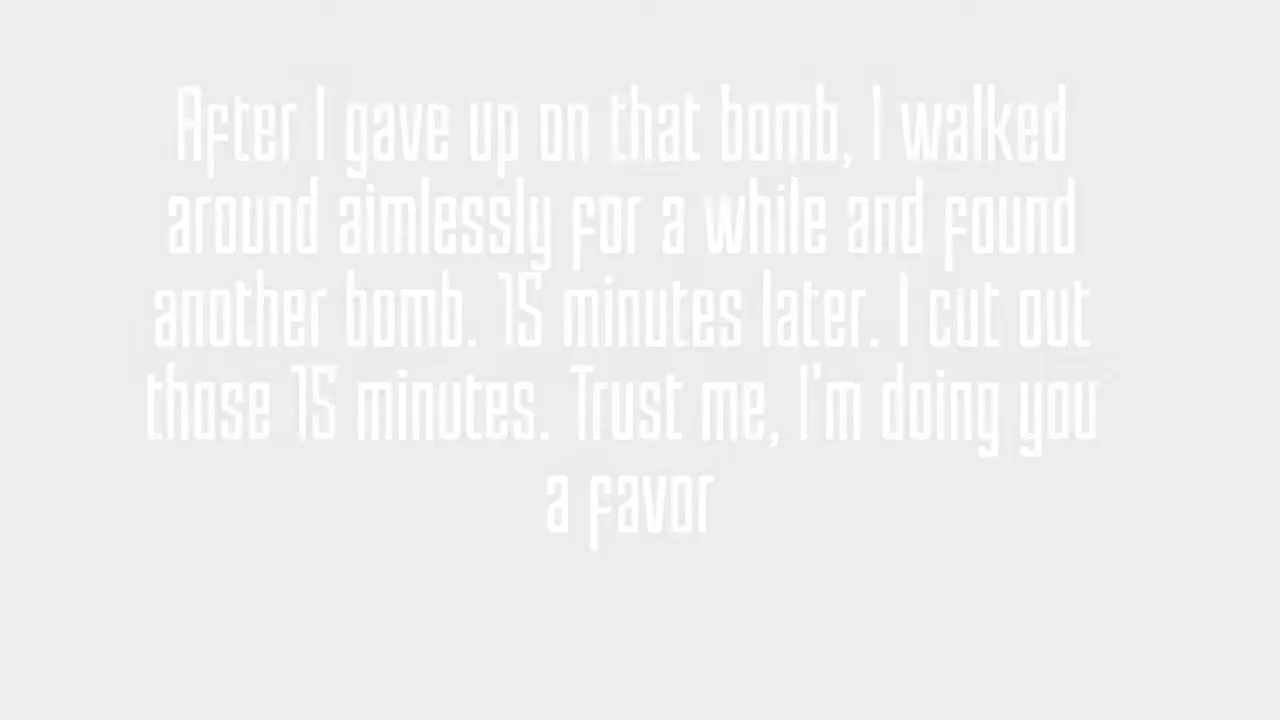 After I gave up on that bomb, I walked
around aimlessly for a while and found
another bomb. 15 minutes later. I cut out
those 15 minutes. Trust me, I'm doing you
a favor